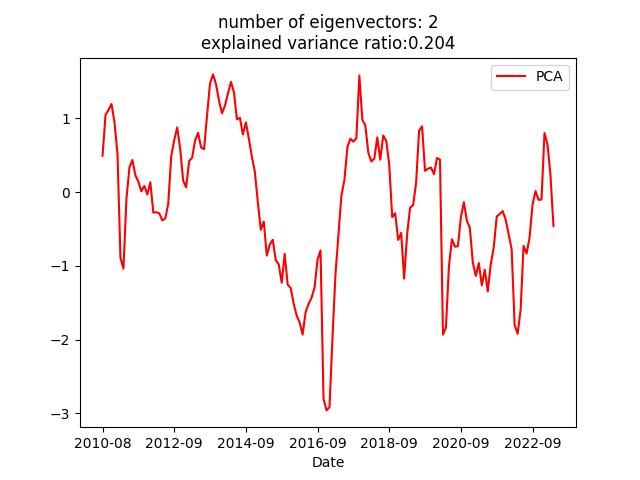 number of eigenvectors: 2
explained variance ratio:0.204
PCA
1
0
−1
−2
−3
2010-08 2012-09 2014-09 2016-09 2018-09 2020-09 2022-09
Date